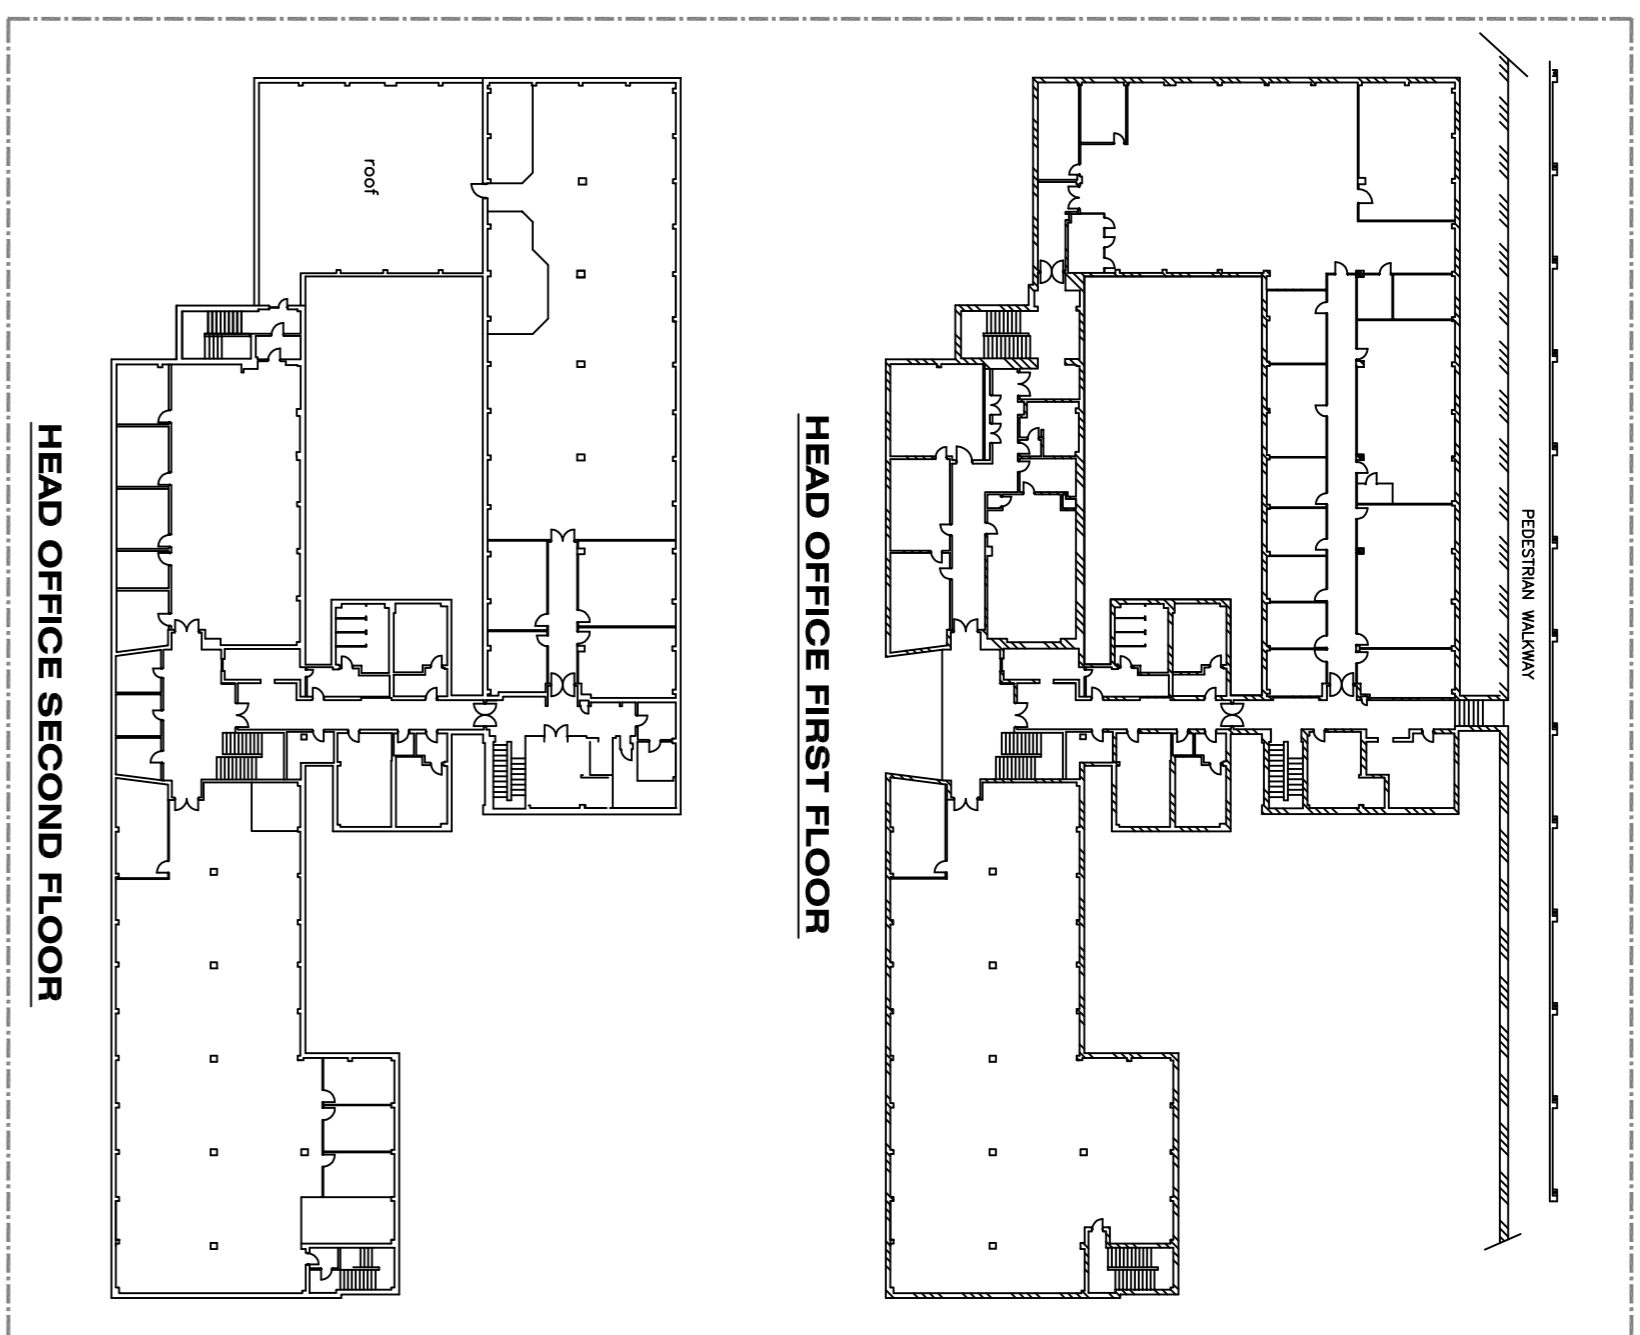 PEDESTRIAN WALKWAY
HEAD OFFICE FIRST FLOOR
roof
HEAD OFFICE SECOND FLOOR